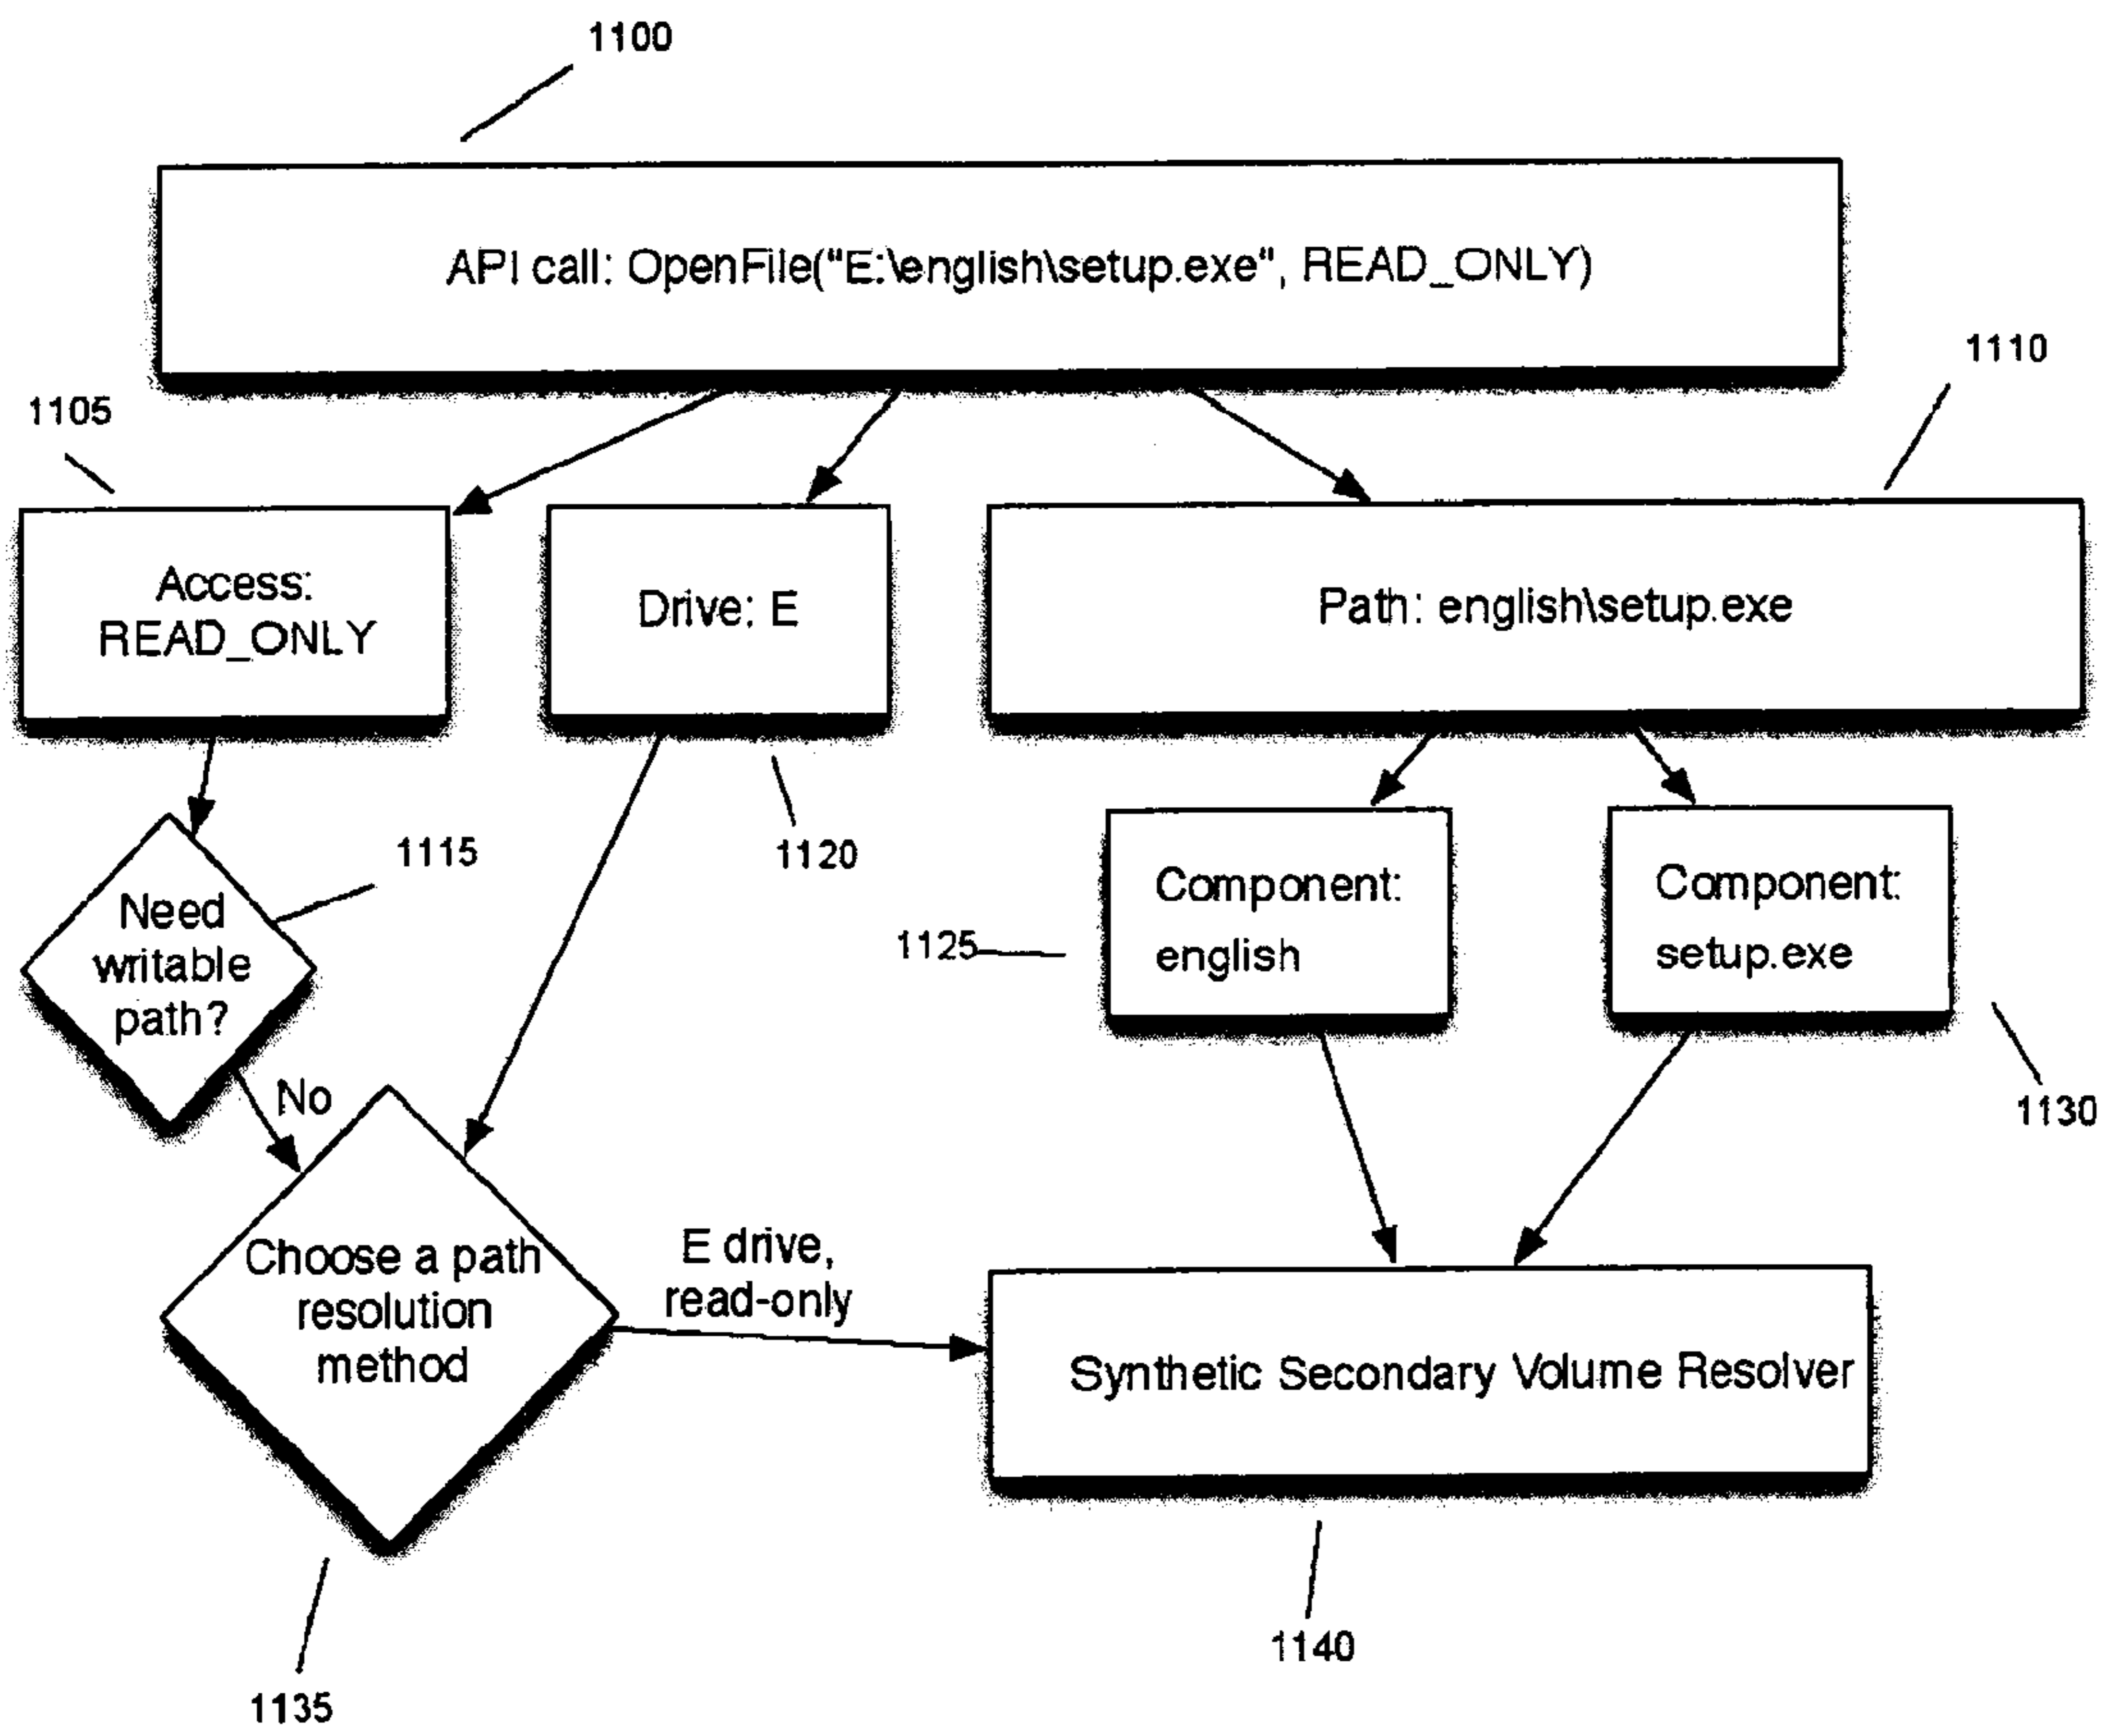 1100
API call: OpenFile("E:\english\setup.exe", READ_ONLY)
1110
1105
Access:
READ_ONLY
Drive: E
Path: english\setup.exe
1115
1120
Need
writable
path?
1125
Component:
english
Component:
setup.exe
1130
No
Choose a path
resolution
method
E drive,
read-only
Synthetic Secondary Volume Resolver
1140
1135